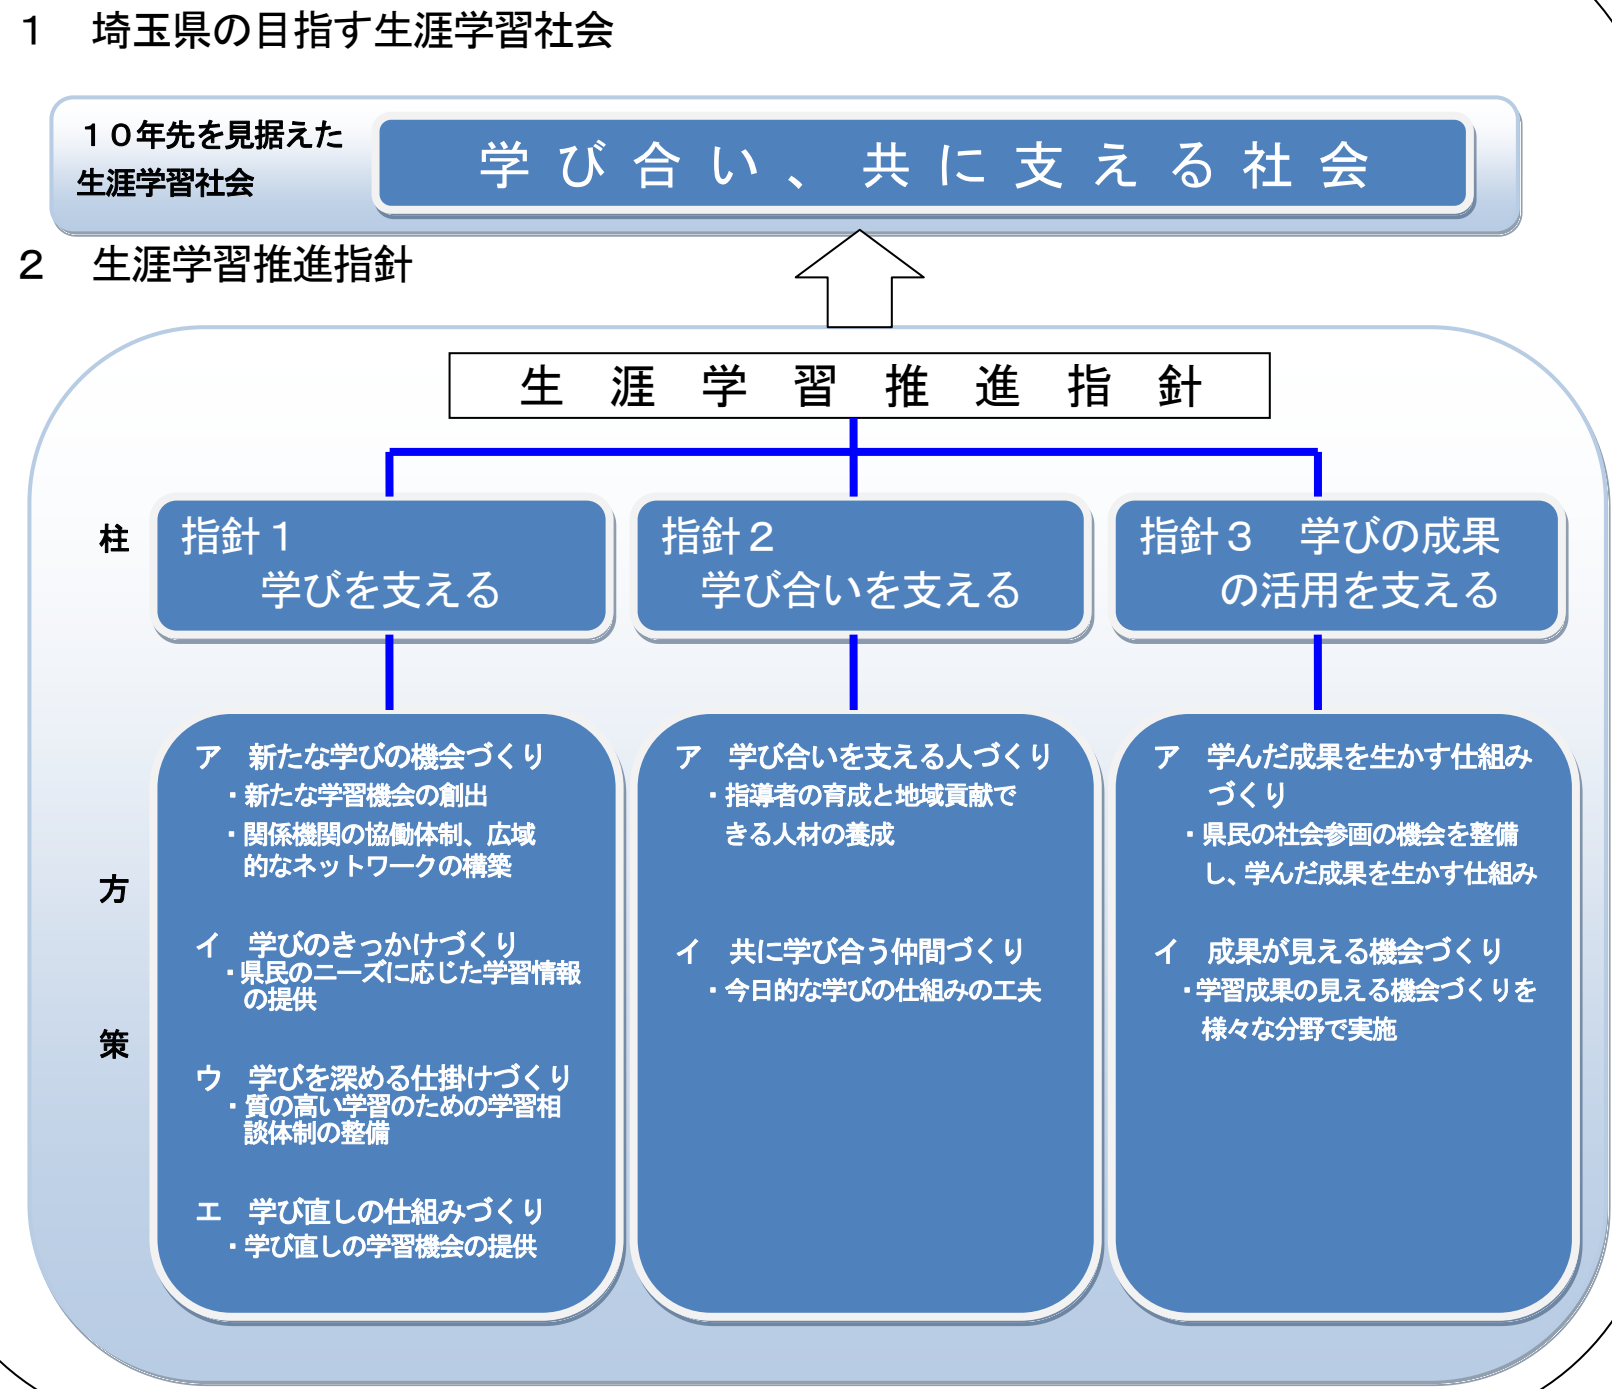 １　埼玉県の目指す生涯学習社会
１０年先を見据えた
生涯学習社会
学び合い、共に支える社会
２　生涯学習推進指針
生涯学習推進指針
柱
指針１
学びを支える
指針２
学び合いを支える
指針３　学びの成果
の活用を支える
方
策
ア　新たな学びの機会づくり
・新たな学習機会の創出
・関係機関の協働体制、広域
的なネットワークの構築
イ　学びのきっかけづくり
・県民のニーズに応じた学習情報
の提供
ウ　学びを深める仕掛けづくり
・質の高い学習のための学習相
談体制の整備
エ　学び直しの仕組みづくり
・学び直しの学習機会の提供
ア　学び合いを支える人づくり
・指導者の育成と地域貢献で
きる人材の養成
イ　共に学び合う仲間づくり
・今日的な学びの仕組みの工夫
ア　学んだ成果を生かす仕組み
づくり
・県民の社会参画の機会を整備
し、学んだ成果を生かす仕組み
イ　成果が見える機会づくり
・学習成果の見える機会づくりを
様々な分野で実施